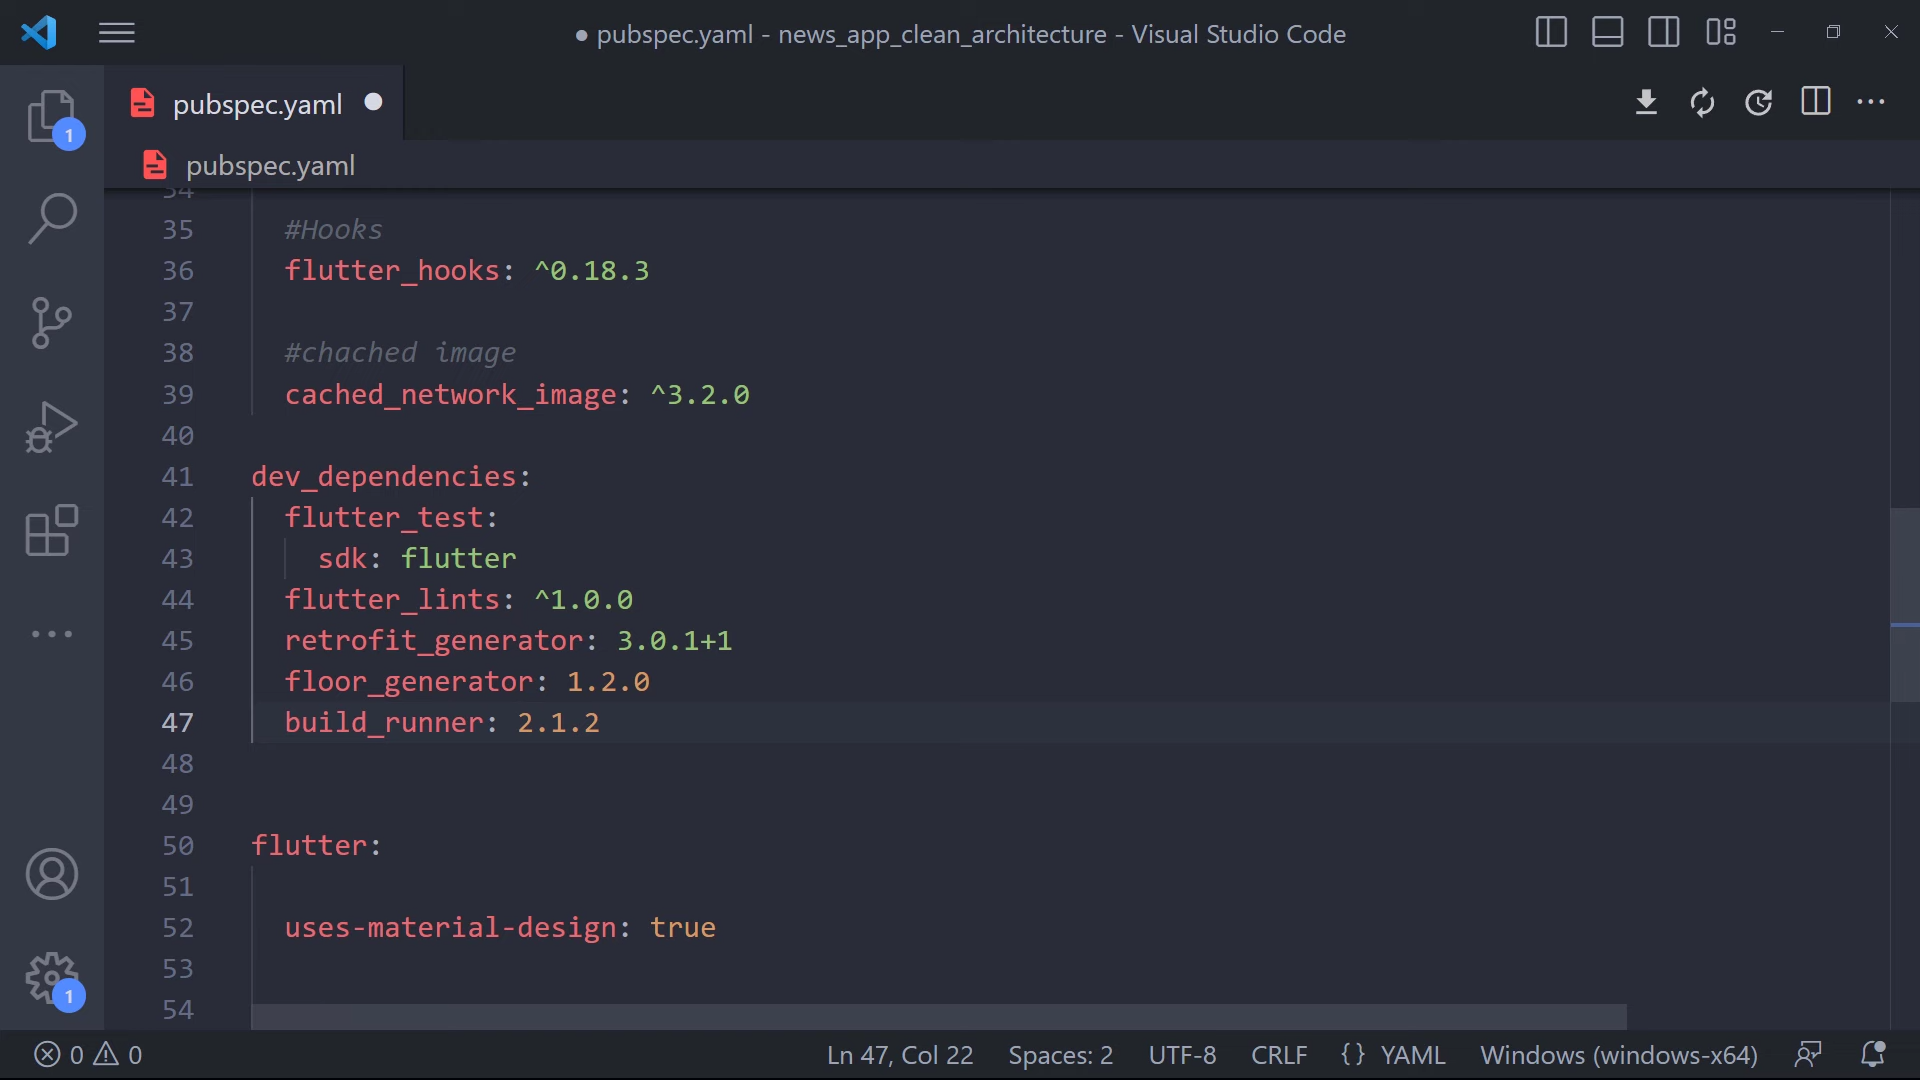 ● pubspec.yaml - news_app_clean_architecture - Visual Studio Code
pubspec.yaml
1
pubspec.yaml
34
35 #Hooks
36 flutter_hooks: ^0.18.3
37
38 #chached image
39 cached_network_image: ^3.2.0
40
41 dev_dependencies:
42 flutter_test:
43 sdk: flutter
44 flutter_lints: ^1.0.0
45 retrofit_generator: 3.0.1+1
46 floor_generator: 1.2.0
47 build_runner: 2.1.2
48
49
50 flutter:
51
52 uses-material-design: true
53
54
1
0 0 Ln 47, Col 22 Spaces: 2 UTF-8 CRLF {} YAML Windows (windows-x64)